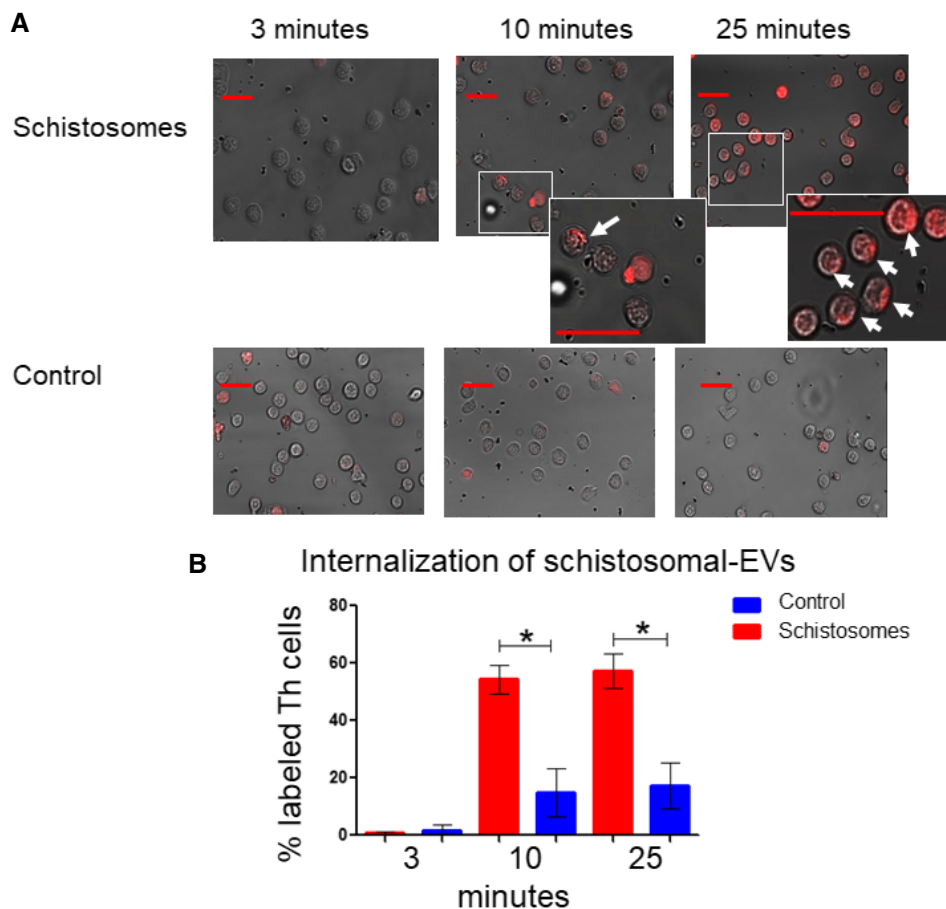 A
3 minutes 10 minutes 25 minutes
Schistosomes
Control
B
Internalization of schistosomal-EVs
% labeled Th cells
80
60
40
20
0
* *
Control
Schistosomes
3 10 25
minutes